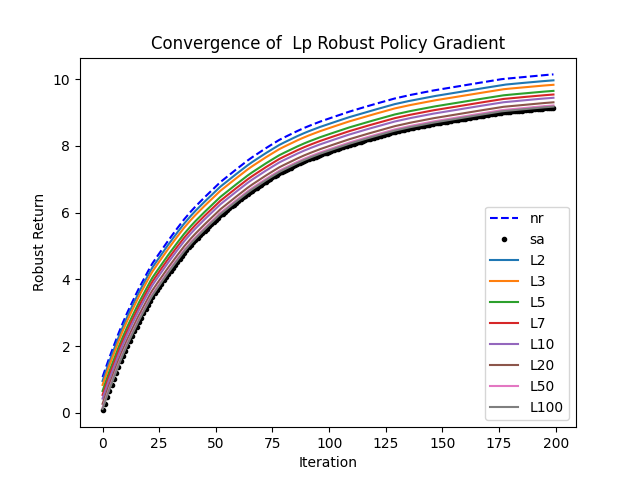 Convergence of  Lp Robust Policy Gradient
Robust Return
10
8
6
4
2
0
0 25 50 75 100 125 150 175 200
Iteration
nr
sa
L2
L3
L5
L7
L10
L20
L50
L100